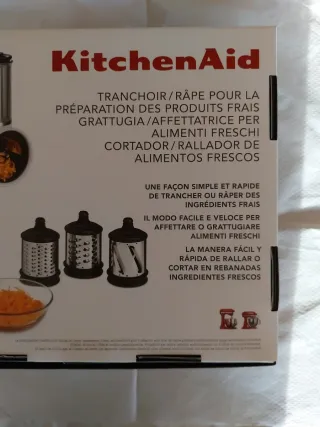 KitchenAid
TRANCHOIR/RÂPE POUR LA
PRÉPARATION DES PRODUITS FRAIS
GRATTUGIA/AFFETTATRICE PER
ALIMENTI FRESCHI
CORTADOR/RALLADOR DE
ALIMENTOS FRESCOS
UNE FAÇON SIMPLE ET RAPIDE
DE TRANCHER OU RÂPER DES
INGRÉDIENTS FRAIS
IL MODO FACILE E VELOCE PER
AFFETTARE O GRATTUGIARE
ALIMENTI FRESCHI
LA MANERA FÁCIL Y
RÁPIDA DE RALLAR O
CORTAR EN REBANADAS
INGREDIENTES FRESCOS